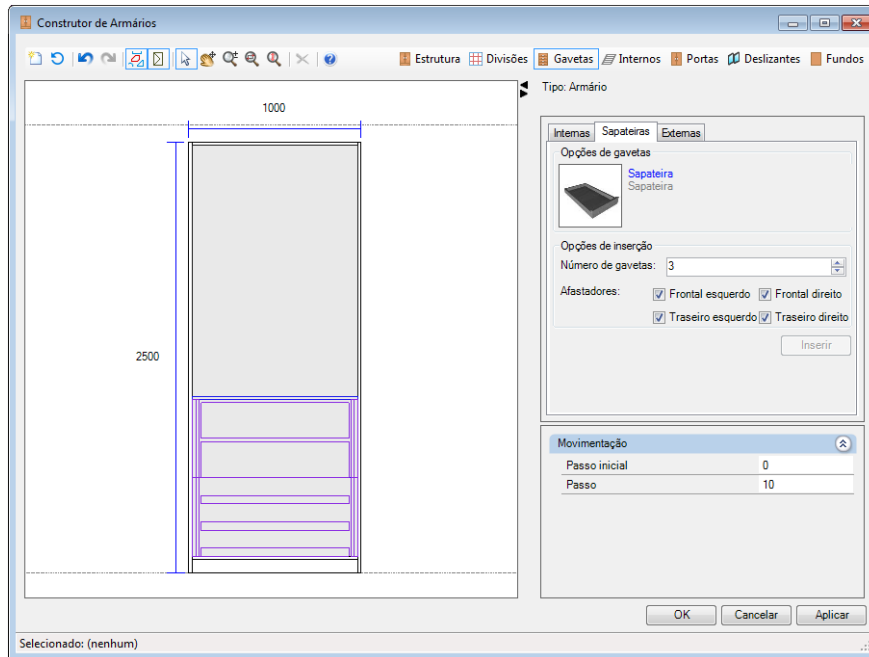 Construtor de Armários
Estrutura Divisões Gavetas Internos Portas Deslizantes Fundos
Tipo: Armário
1000
2500
Internas Sapateiras Externas
Opções de gavetas
Sapateira
Sapateira
Opções de inserção
Número de gavetas: 3
Afastadores: Frontal esquerdo Frontal direito
Traseiro esquerdo Traseiro direito
Inserir
Movimentação
Passo inicial 0
Passo 10
OK Cancelar Aplicar
Selecionado: (nenhum)